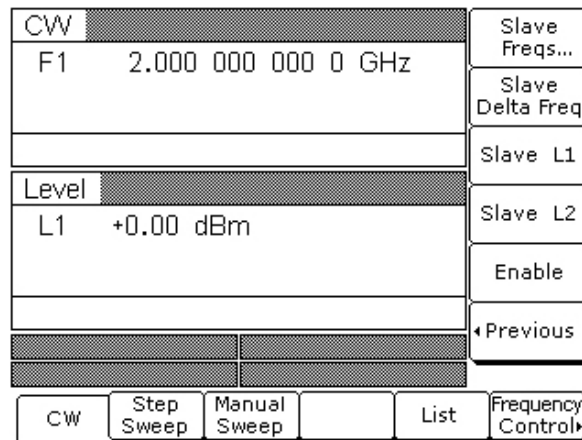 CW
F1 2.000 000 000 0 GHz
Level
L1 +0.00 dBm
Slave
Freqs...
Slave
Delta Freq
Slave L1
Slave L2
Enable
Previous
CW
Step
Sweep
Manual
Sweep
List
Frequency
Control